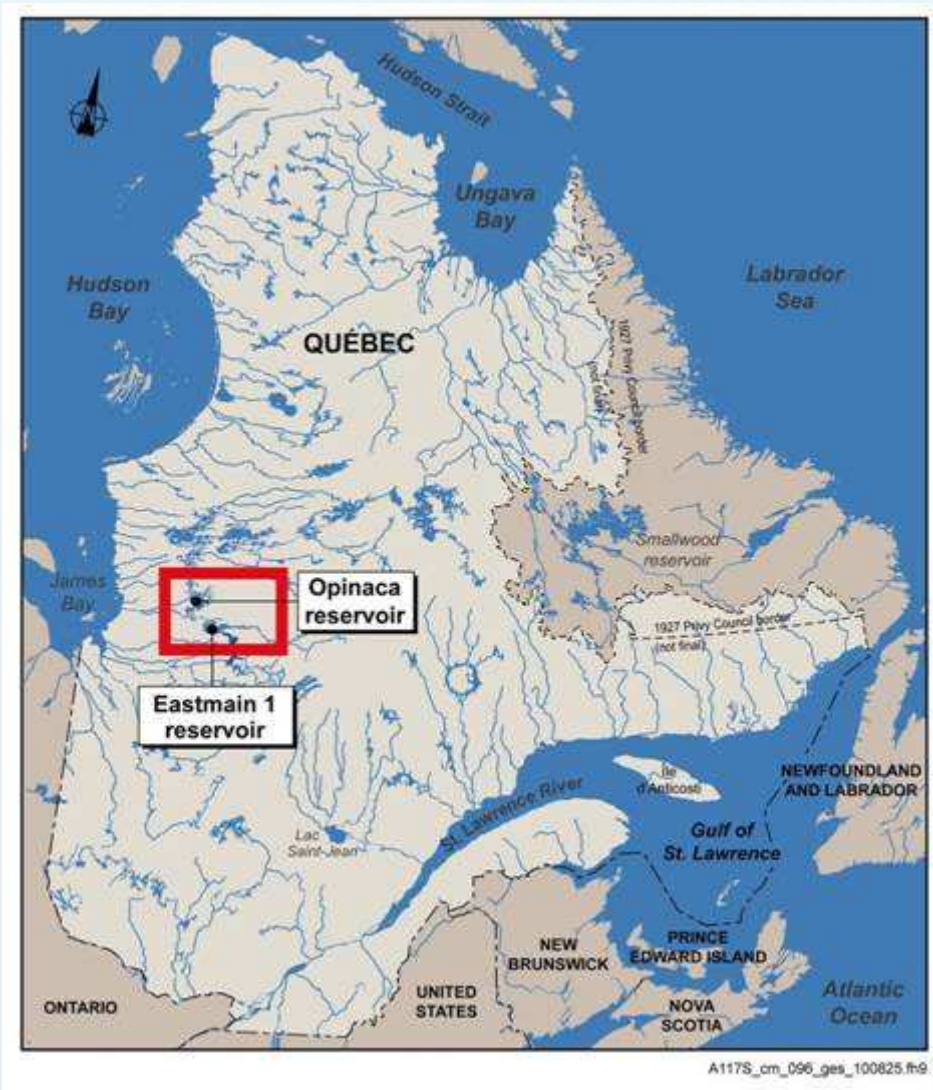 Hudson Strait
Ungava
Bay
Hudson
Bay
Labrador
Sea
QUÉBEC
1927 Privy Council border
(not final)
Smallwood
reservoir
James
Bay
Opinaca
reservoir
1927 Privy Council border
(not final)
Eastmain 1
reservoir
Île
d'Anticosti
NEWFOUNDLAND
AND LABRADOR
St. Lawrence River
Gulf of
St. Lawrence
Lac
Saint-Jean
NEW
BRUNSWICK
PRINCE
EDWARD ISLAND
ONTARIO
UNITED
STATES
NOVA
SCOTIA
Atlantic
Ocean
A117S_cm_096_ges_100825.fh9